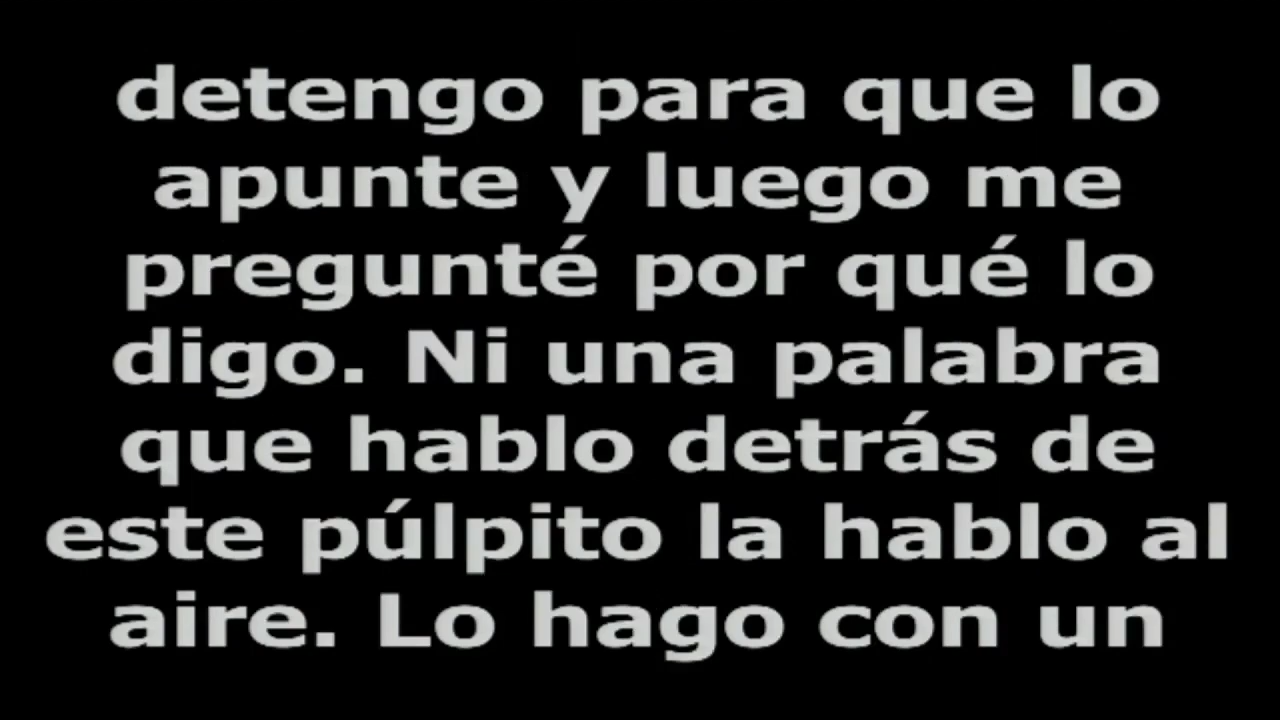 detengo para que lo
apunte y luego me
pregunté por qué lo
digo. Ni una palabra
que hablo detrás de
este púlpito la hablo al
aire. Lo hago con un